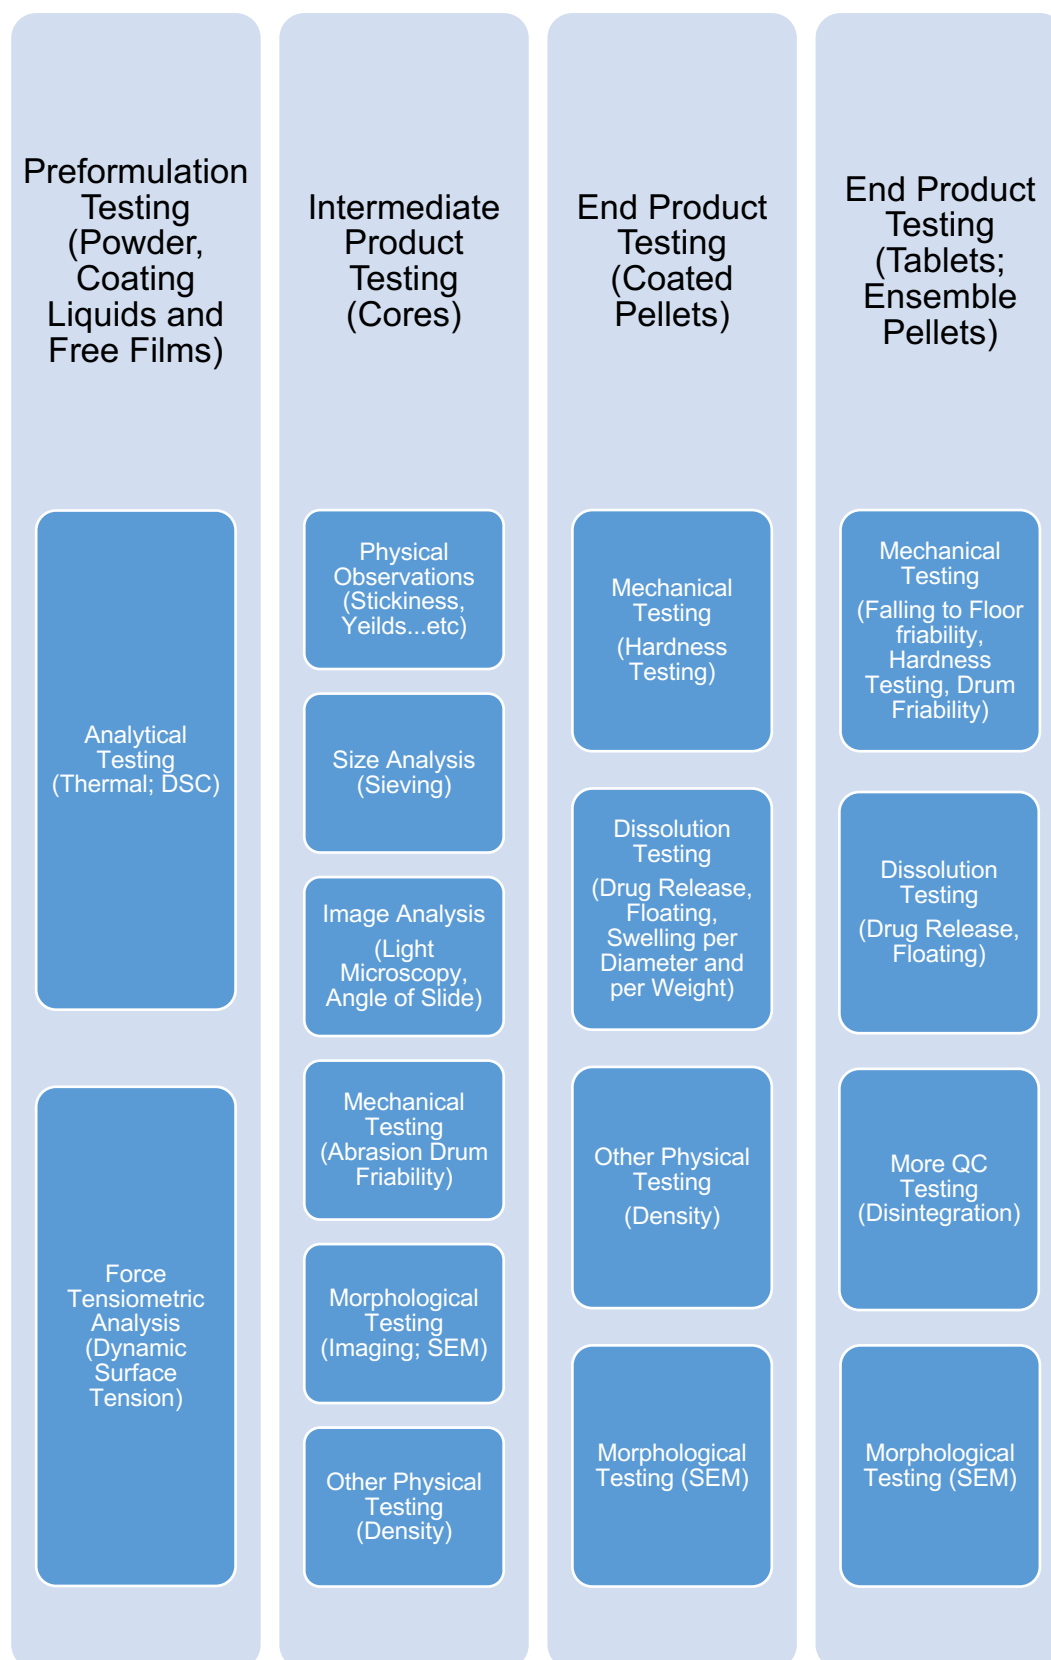 Preformulation
Testing
(Powder,
Coating
Liquids and
Free Films)
Analytical
Testing
(Thermal; DSC)
Force
Tensiometric
Analysis
(Dynamic
Surface
Tension)
Intermediate
Product
Testing
(Cores)
Physical
Observations
(Stickiness,
Yeilds...etc)
Size Analysis
(Sieving)
Image Analysis
(Light
Microscopy,
Angle of Slide)
Mechanical
Testing
(Abrasion Drum
Friability)
Morphological
Testing
(Imaging; SEM)
Other Physical
Testing
(Density)
End Product
Testing
(Coated
Pellets)
Mechanical
Testing
(Hardness
Testing)
Dissolution
Testing
(Drug Release,
Floating,
Swelling per
Diameter and
per Weight)
Other Physical
Testing
(Density)
Morphological
Testing (SEM)
End Product
Testing
(Tablets;
Ensemble
Pellets)
Mechanical
Testing
(Falling to Floor
friability,
Hardness
Testing, Drum
Friability)
Dissolution
Testing
(Drug Release,
Floating)
More QC
Testing
(Disintegration)
Morphological
Testing (SEM)